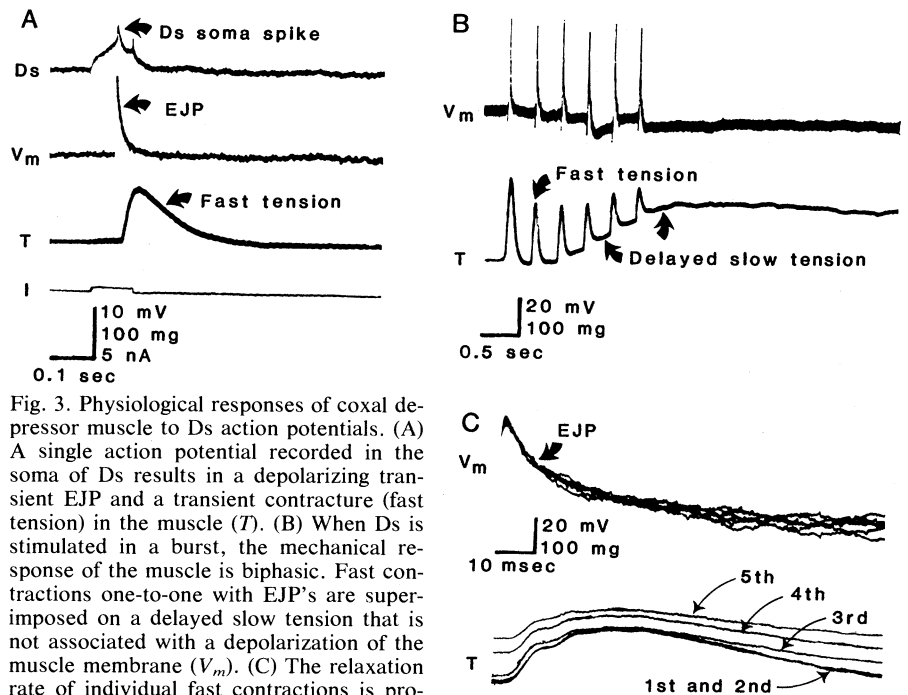 A
Ds soma spike
Ds
EJP
Vm
Fast tension
T
I
10 mV
100 mg
5 nA
0.1 sec
B
Vm
Fast tension
T
Delayed slow tension
20 mV
100 mg
0.5 sec
Fig. 3. Physiological responses of coxal de-
pressor muscle to Ds action potentials. (A)
A single action potential recorded in the
soma of Ds results in a depolarizing tran-
sient EJP and a transient contracture (fast
tension) in the muscle (T). (B) When Ds is
stimulated in a burst, the mechanical re-
sponse of the muscle is biphasic. Fast con-
tractions one-to-one with EJP's are super-
imposed on a delayed slow tension that is
not associated with a depolarization of the
muscle membrane (Vm). (C) The relaxation
rate of individual fast contractions is pro-
C
EJP
Vm
20 mV
100 mg
10 msec
5th
4th
3rd
T
1st and 2nd